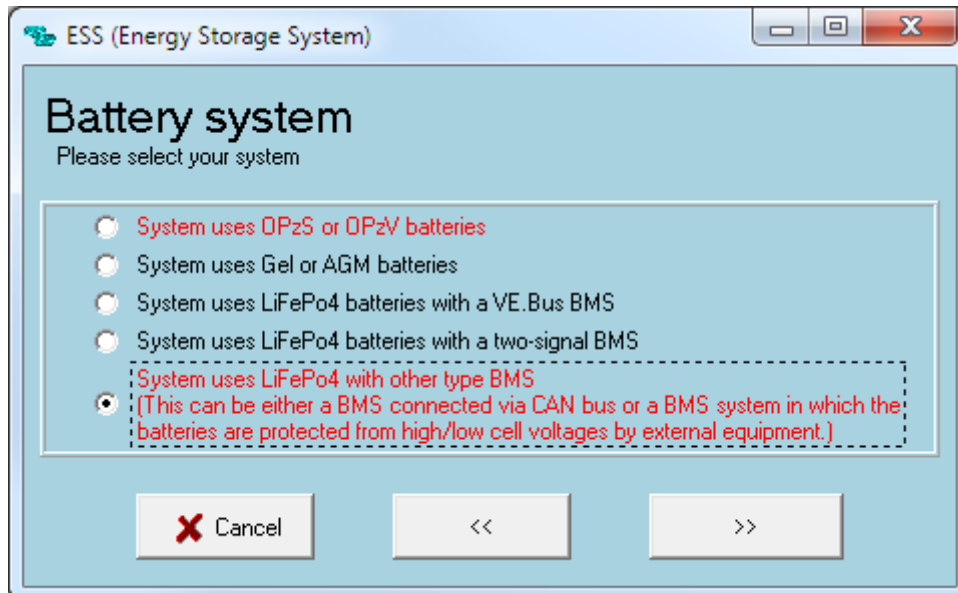 ESS (Energy Storage System)
Battery system
Please select your system
System uses OPzS or OPzV batteries
System uses Gel or AGM batteries
System uses LiFePo4 batteries with a VE.Bus BMS
System uses LiFePo4 batteries with a two-signal BMS
System uses LiFePo4 with other type BMS
(This can be either a BMS connected via CAN bus or a BMS system in which the
batteries are protected from high/low cell voltages by external equipment.)
Cancel
<<
>>